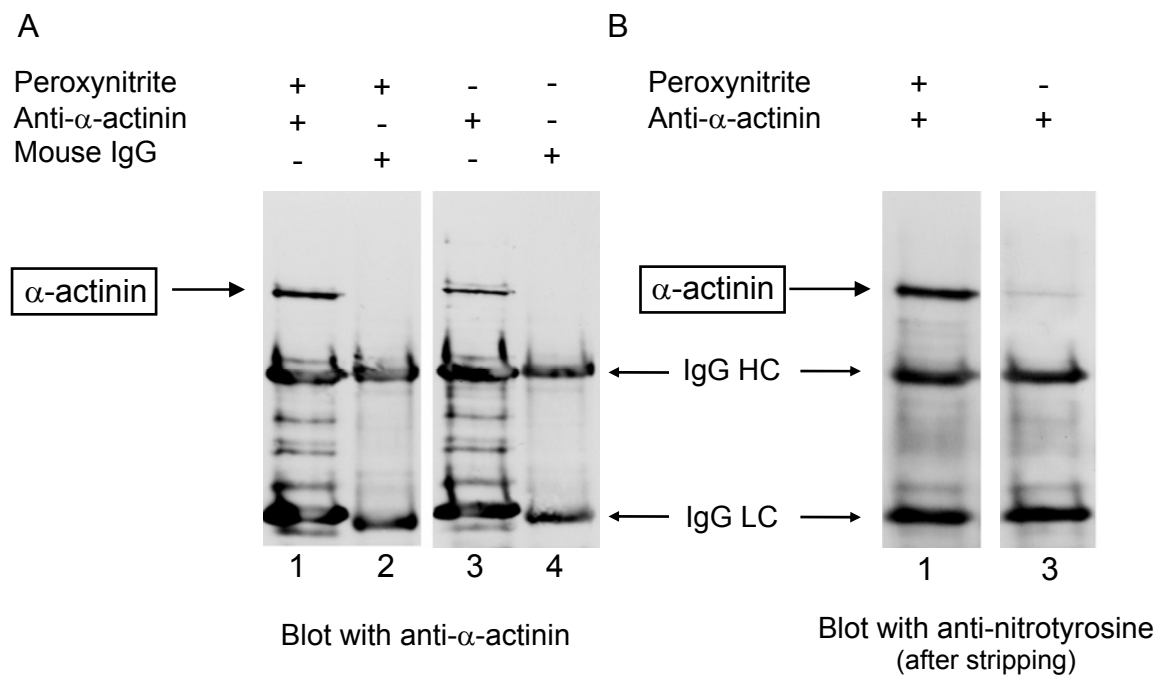 A
B
Peroxynitrite + + - -
Anti-α-actinin + - + -
Mouse IgG - + - +
Peroxynitrite + -
Anti-α-actinin + +
α-actinin
α-actinin
IgG HC
IgG LC
1 2 3 4
1 3
Blot with anti-α-actinin
Blot with anti-nitrotyrosine
(after stripping)